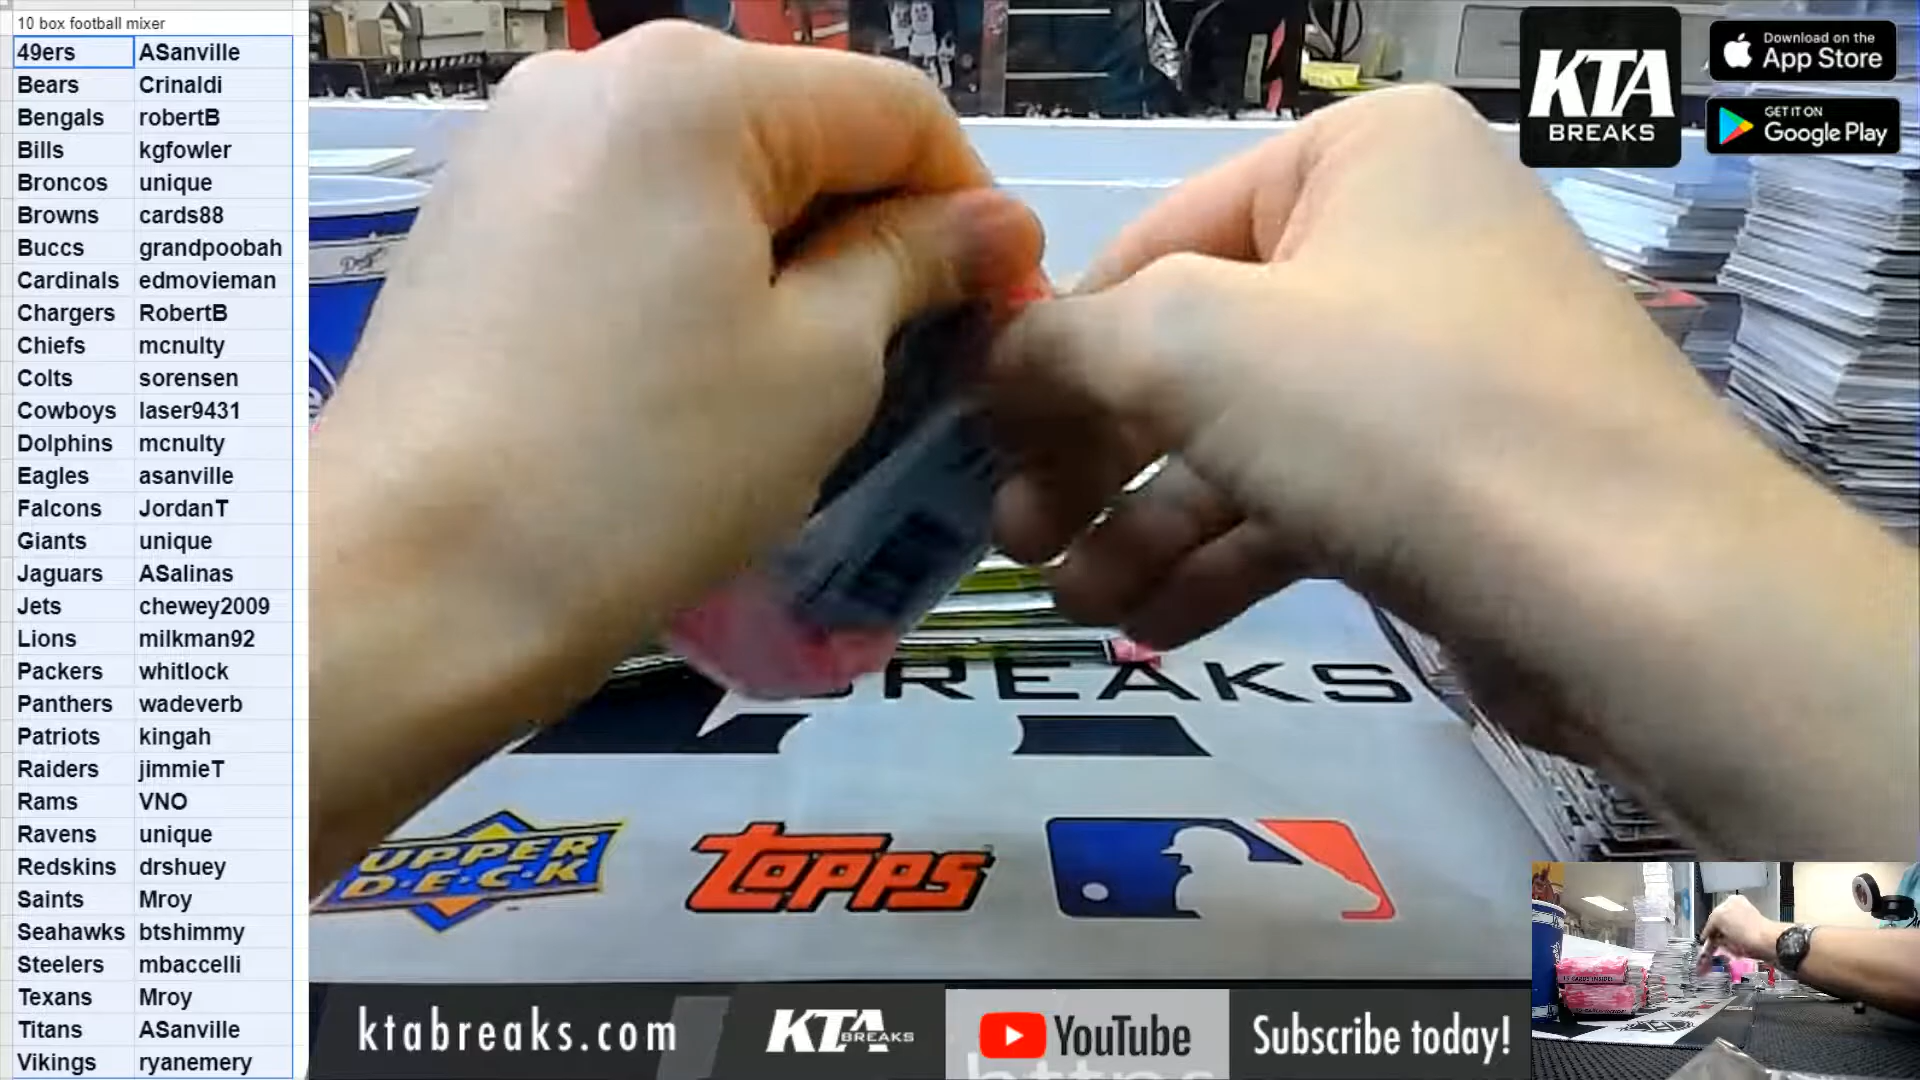 10 box football mixer
49ers ASanville
Bears Crinaldi
Bengals robertB
Bills kgfowler
Broncos unique
Browns cards88
Buccs grandpoobah
Cardinals edmovieman
Chargers RobertB
Chiefs mcnulty
Colts sorensen
Cowboys laser9431
Dolphins mcnulty
Eagles asanville
Falcons JordanT
Giants unique
Jaguars ASalinas
Jets chewey2009
Lions milkman92
Packers whitlock
Panthers wadeverb
Patriots kingah
Raiders jimmieT
Rams VNO
Ravens unique
Redskins drshuey
Saints Mroy
Seahawks btshimmy
Steelers mbaccelli
Texans Mroy
Titans ASanville
Vikings ryanemery
KTA
BREAKS
Download on the
App Store
GET IT ON
Google Play
BREAKS
UPPER
D.E.C.K
TOPPS
ktabreaks.com
KTA BREAKS
YouTube
Subscribe today!